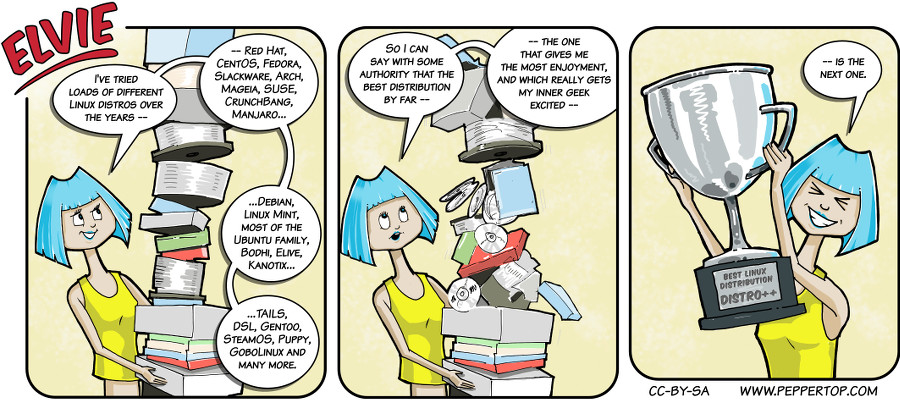 ELVIE
I'VE TRIED
LOADS OF DIFFERENT
LINUX DISTROS OVER
THE YEARS --
-- RED HAT,
CENTOS, FEDORA,
SLACKWARE, ARCH,
MAGEIA, SUSE,
CRUNCHBANG,
MANJARO...
...DEBIAN,
LINUX MINT,
MOST OF THE
UBUNTU FAMILY,
BODHI, ELIVE,
KANOTIX...
...TAILS,
DSL, GENTOO,
STEAMOS, PUPPY,
GOBOLINUX AND
MANY MORE.
SO I CAN
SAY WITH SOME
AUTHORITY THAT THE
BEST DISTRIBUTION
BY FAR --
-- THE ONE
THAT GIVES ME
THE MOST ENJOYMENT,
AND WHICH REALLY GETS
MY INNER GEEK
EXCITED --
-- IS THE
NEXT ONE.
BEST LINUX
DISTRIBUTION
DISTRO++
CC-BY-SA WWW.PEPPERTOP.COM